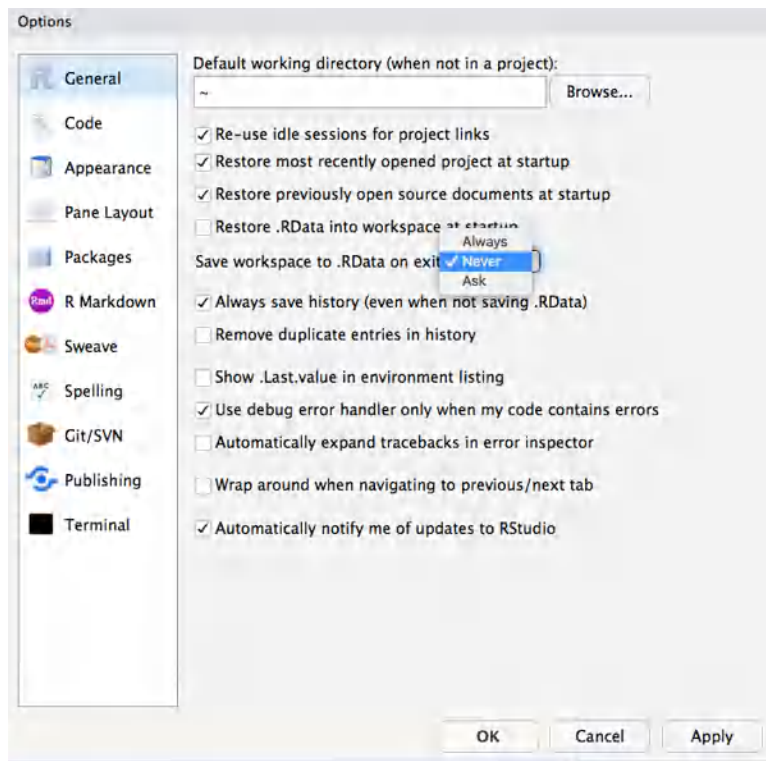 Options
General
Code
Appearance
Pane Layout
Packages
Rmd R Markdown
Sweave
ABC Spelling
Git/SVN
Publishing
Terminal
Default working directory (when not in a project):
~
Browse...
Re-use idle sessions for project links
Restore most recently opened project at startup
Restore previously open source documents at startup
Restore .RData into workspace at startup
Save workspace to .RData on exit
Always
Never
Ask
Always save history (even when not saving .RData)
Remove duplicate entries in history
Show .Last.value in environment listing
Use debug error handler only when my code contains errors
Automatically expand tracebacks in error inspector
Wrap around when navigating to previous/next tab
Automatically notify me of updates to RStudio
OK Cancel Apply